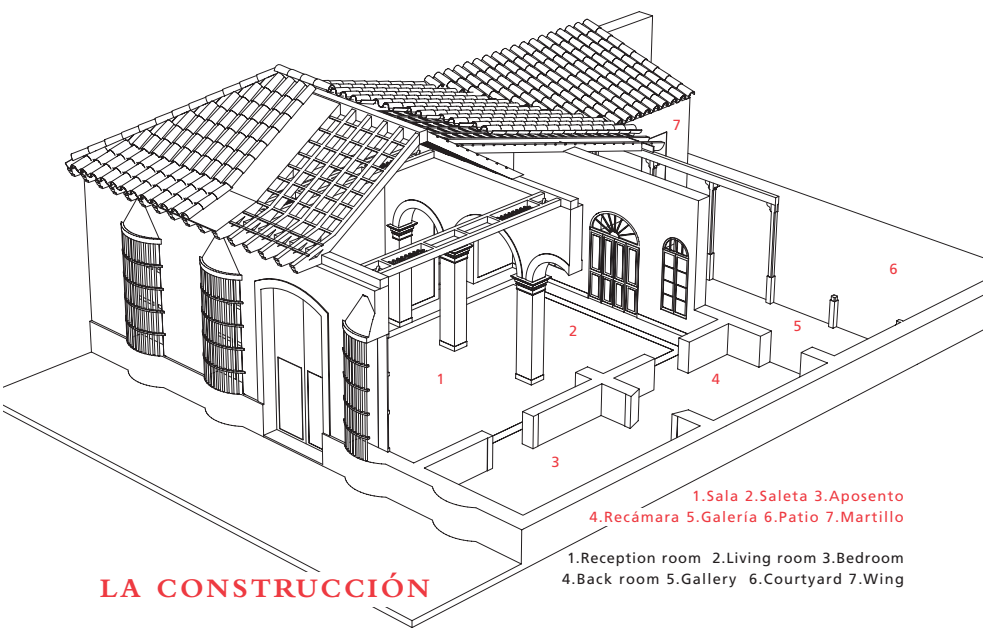 7
6
5
2
4
1
3
1.Sala 2.Saleta 3.Aposento
4.Recámara 5.Galería 6.Patio 7.Martillo
1.Reception room 2.Living room 3.Bedroom
4.Back room 5.Gallery 6.Courtyard 7.Wing
LA CONSTRUCCIÓN